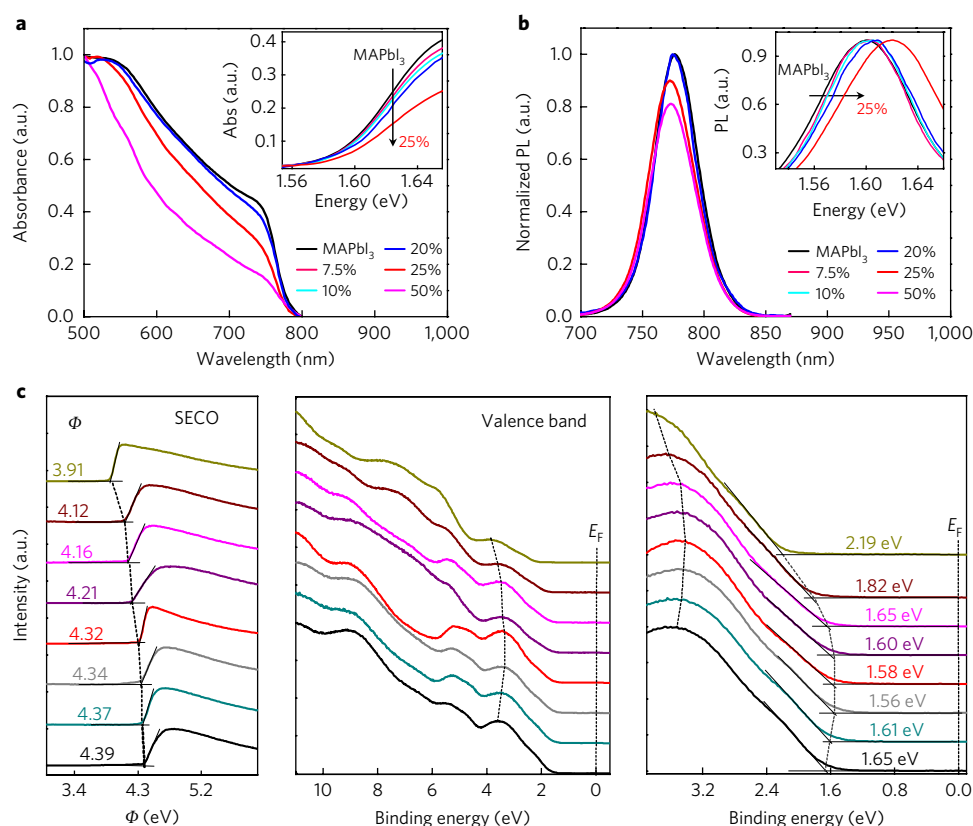 a
Absorbance (a.u.)
1.0
0.8
0.6
0.4
0.2
0.0
500 600 700 800 900 1,000
Wavelength (nm)
MAPbI₃ 20%
7.5% 25%
10% 50%
Abs (a.u.)
0.4
0.3
0.1
1.56 1.60 1.64
Energy (eV)
MAPbI₃
25%
b
Normalized PL (a.u.)
1.0
0.8
0.6
0.4
0.2
0.0
700 750 800 850 900 950 1,000
Wavelength (nm)
MAPbI₃ 20%
7.5% 25%
10% 50%
PL (a.u.)
0.9
0.6
0.3
1.56 1.60 1.64
Energy (eV)
MAPbI₃
25%
c
Intensity (a.u.)
Φ SECO
3.91
4.12
4.16
4.21
4.32
4.34
4.37
4.39
3.4 4.3 5.2
Φ (eV)
Valence band
E_F
10 8 6 4 2 0
Binding energy (eV)
E_F
2.19 eV
1.82 eV
1.65 eV
1.60 eV
1.58 eV
1.56 eV
1.61 eV
1.65 eV
3.2 2.4 1.6 0.8 0.0
Binding energy (eV)